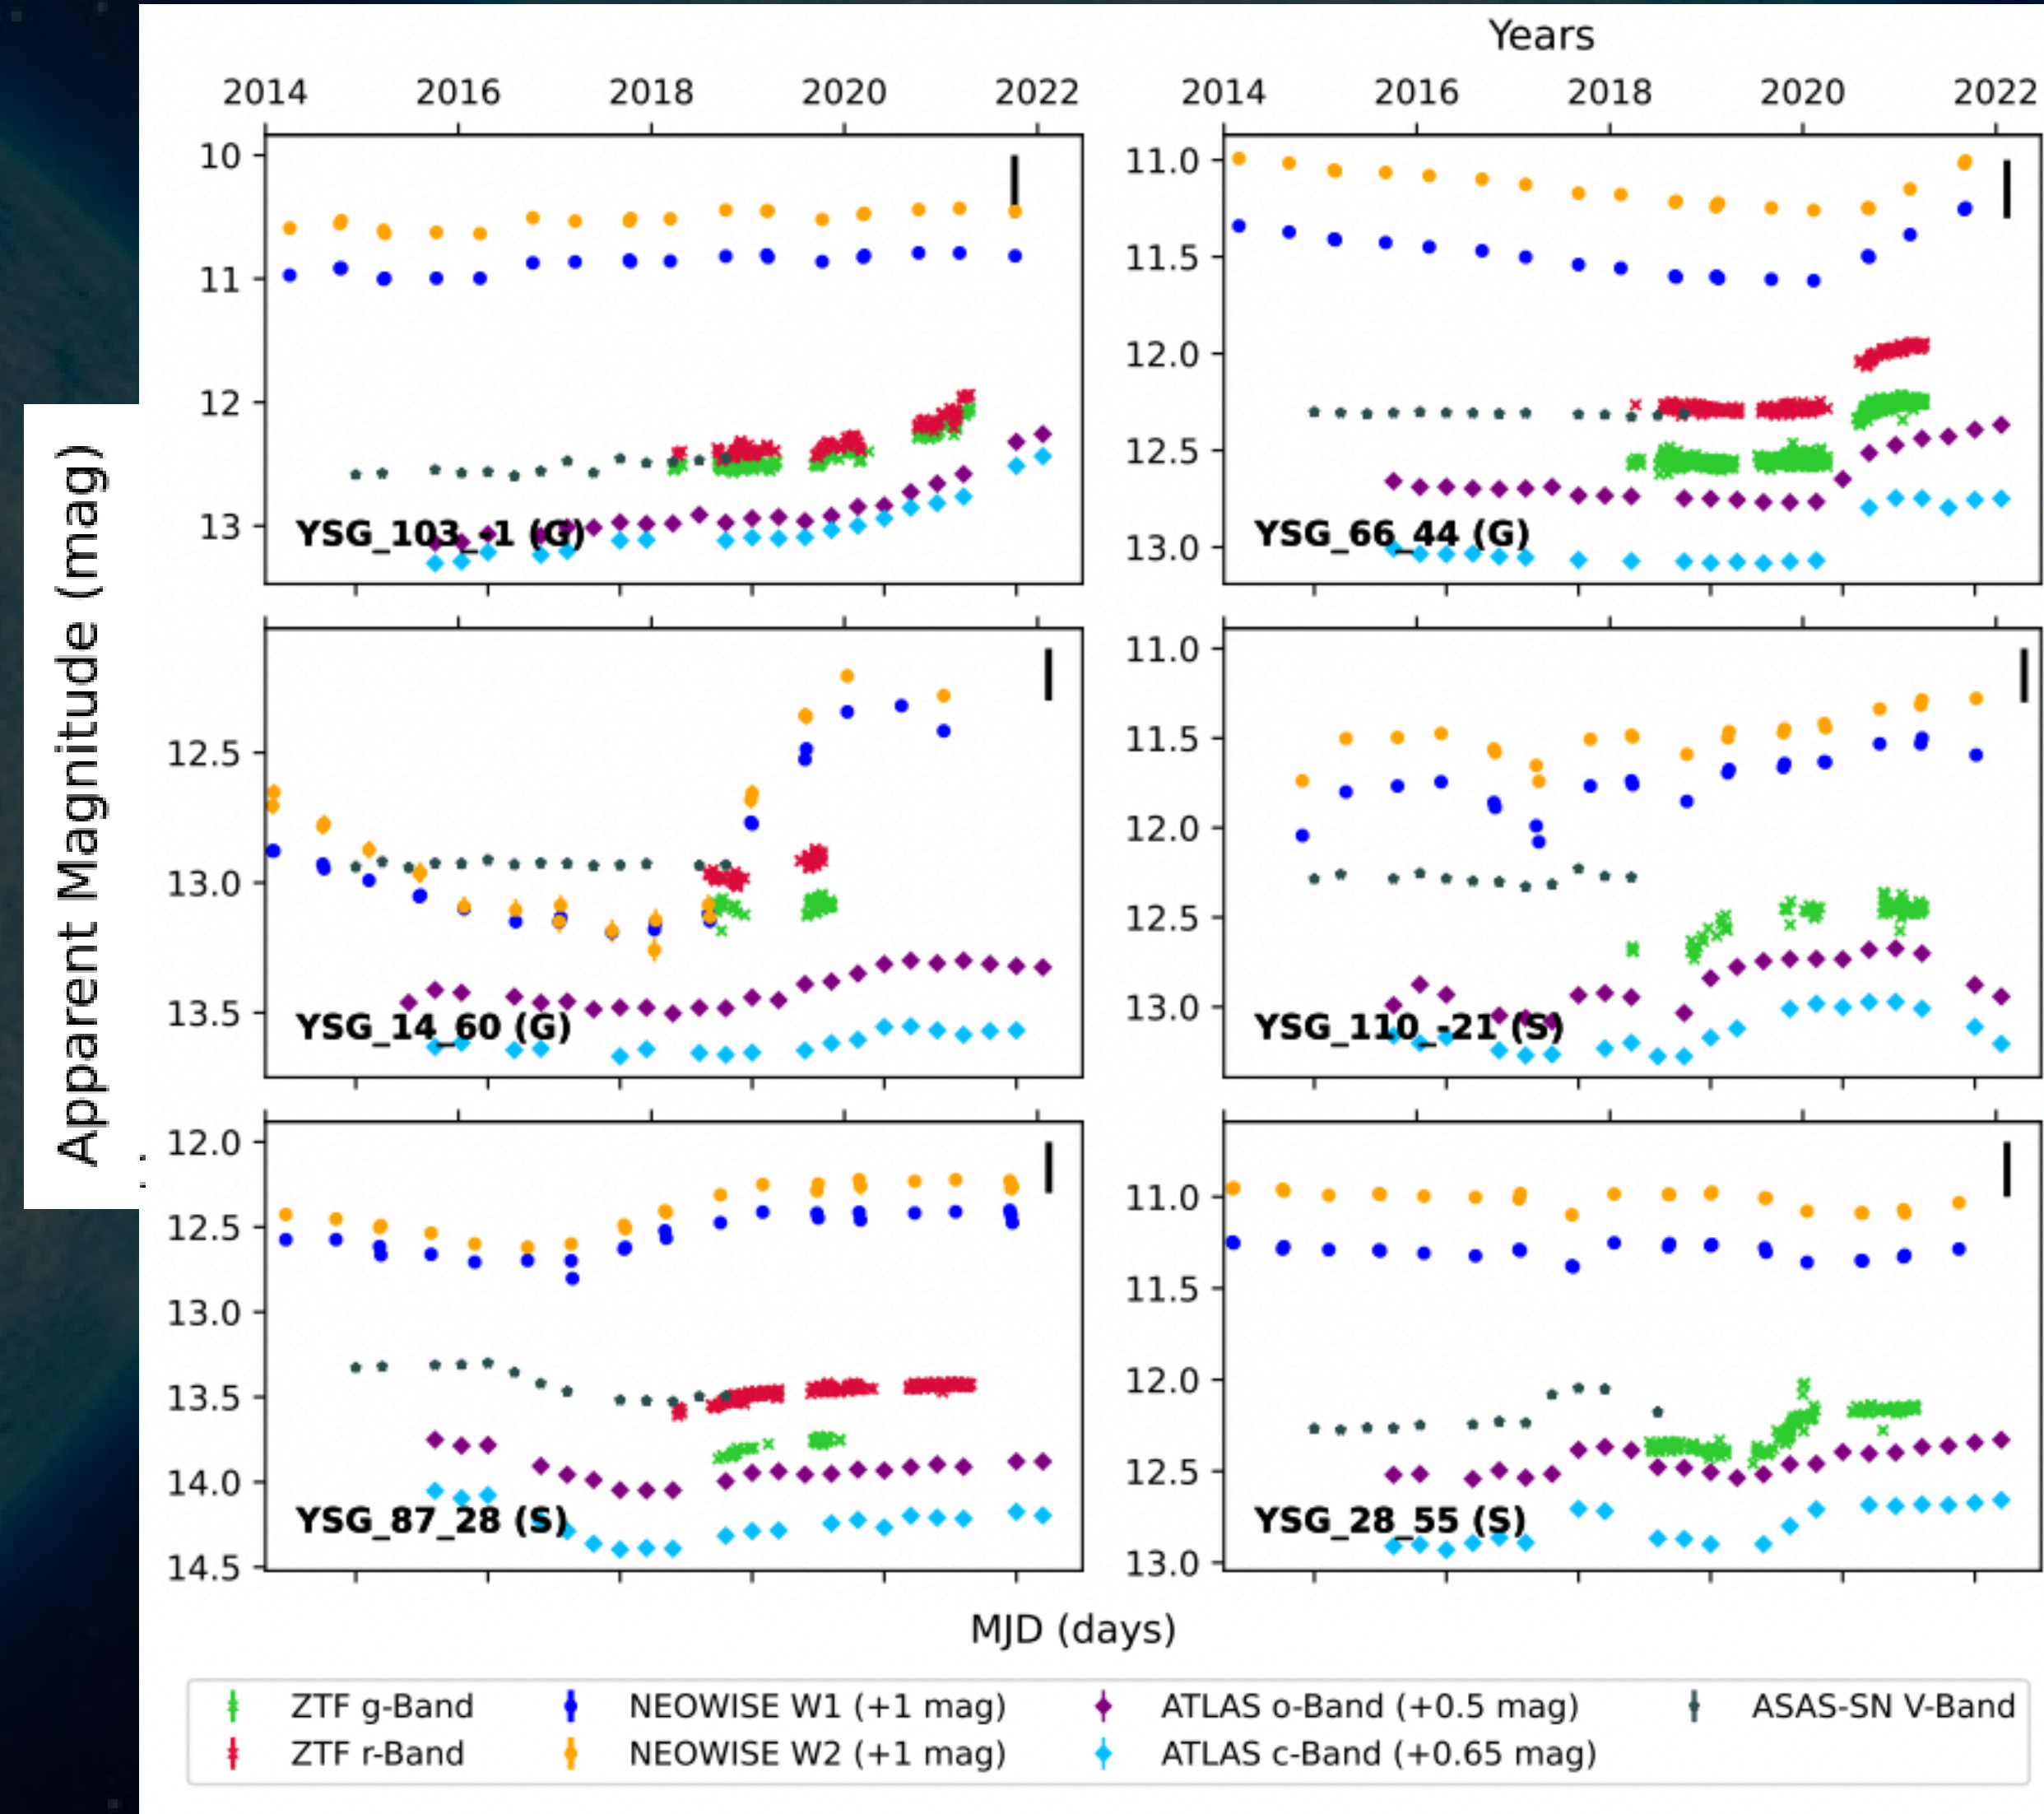 Years
2014 2016 2018 2020 2022 2014 2016 2018 2020 2022
Apparent Magnitude (mag)
10
11
12
13
YSG_103_-1 (G)
11.0
11.5
12.0
12.5
13.0
YSG_66_44 (G)
12.5
13.0
13.5
YSG_14_60 (G)
11.0
11.5
12.0
12.5
13.0
YSG_110_-21 (S)
12.0
12.5
13.0
13.5
14.0
14.5
YSG_87_28 (S)
11.0
11.5
12.0
12.5
13.0
YSG_28_55 (S)
MJD (days)
ZTF g-Band NEOWISE W1 (+1 mag) ATLAS o-Band (+0.5 mag) ASAS-SN V-Band
ZTF r-Band NEOWISE W2 (+1 mag) ATLAS c-Band (+0.65 mag)